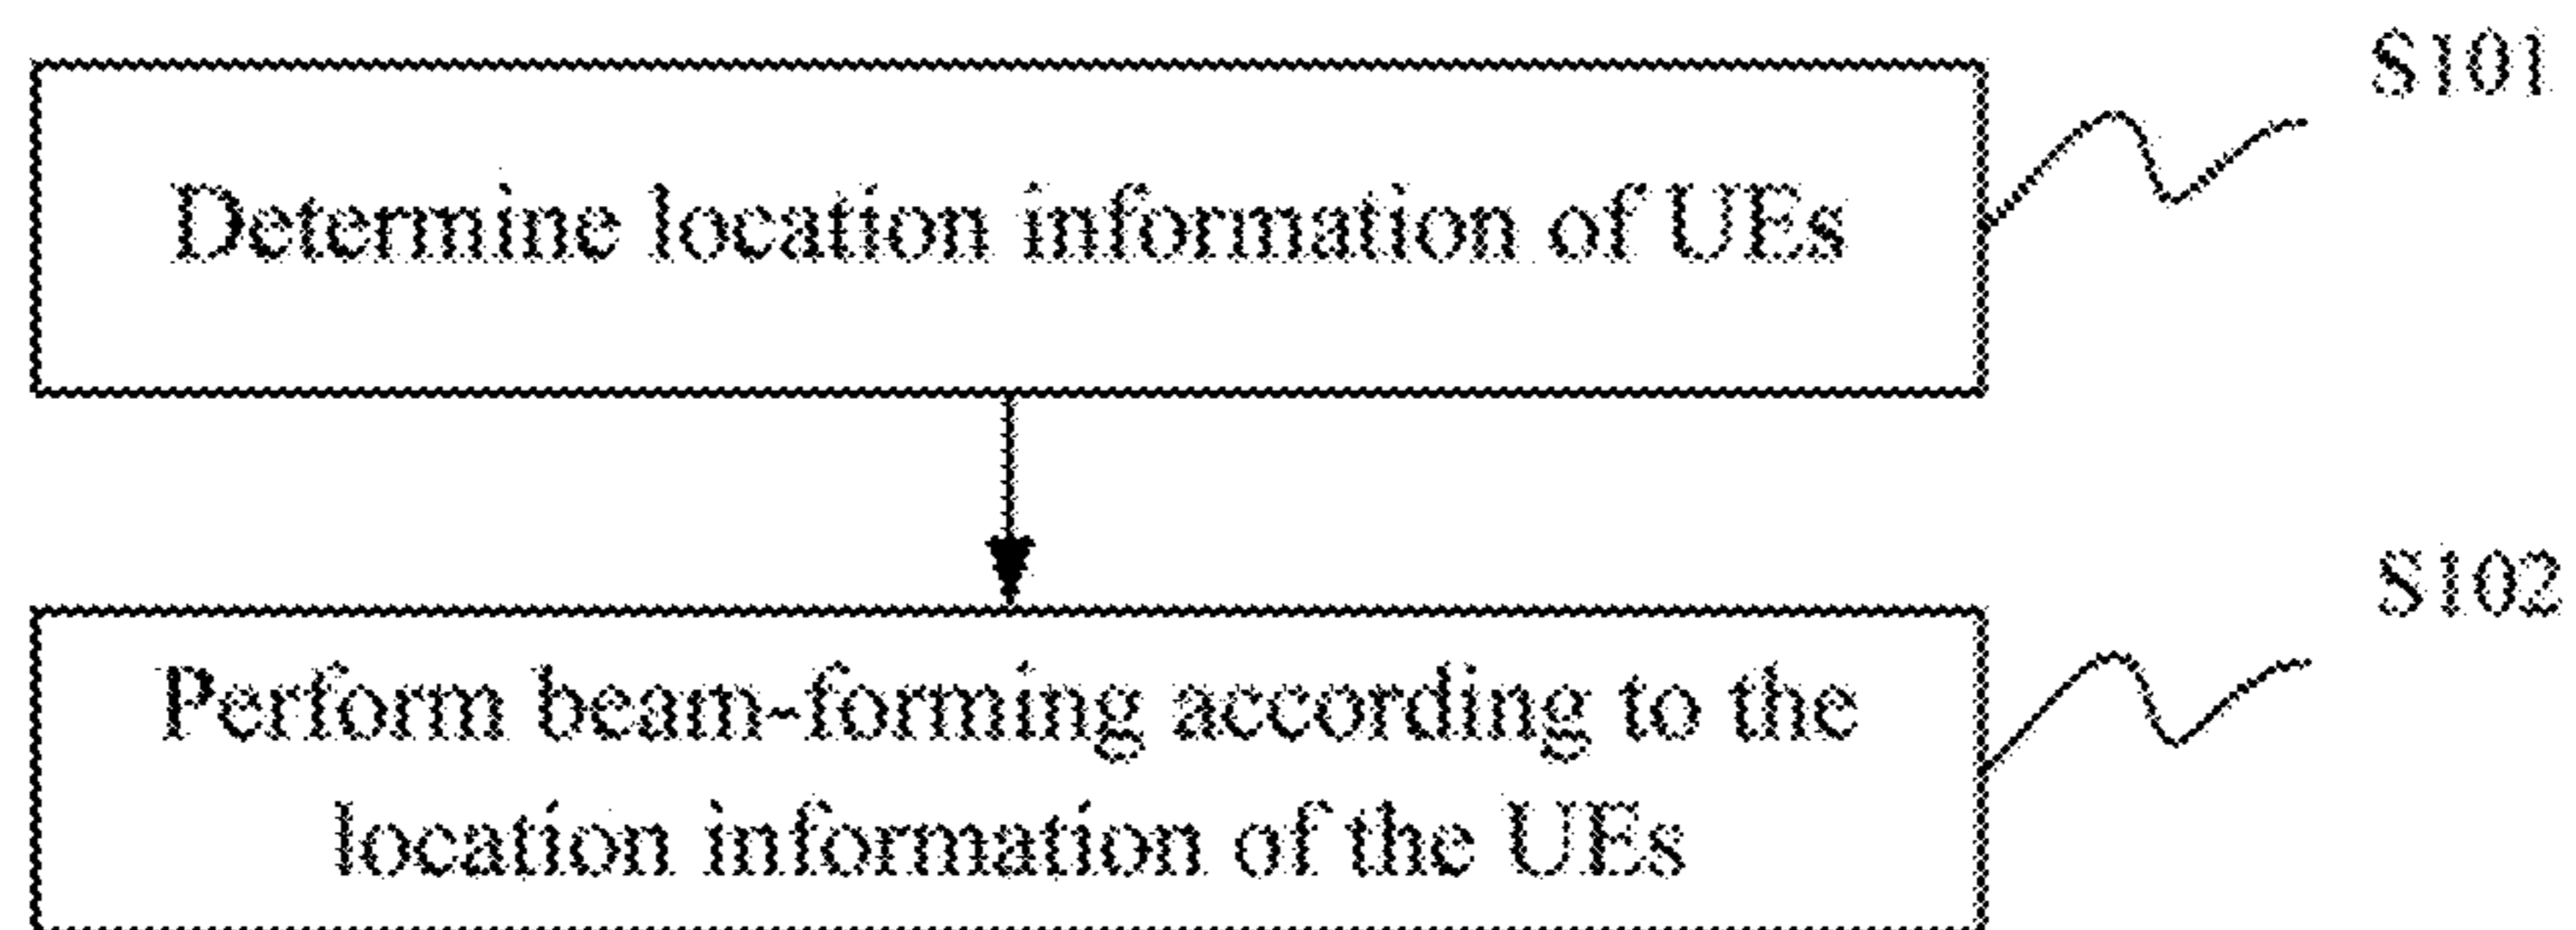 S101
Determine location information of UEs
S102
Perform beam-forming according to the
location information of the UEs